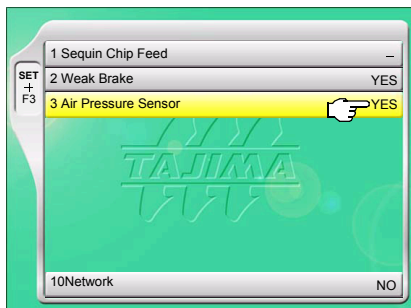 SET
+
F3
1 Sequin Chip Feed –
2 Weak Brake YES
3 Air Pressure Sensor YES
TAJIMA
10Network NO